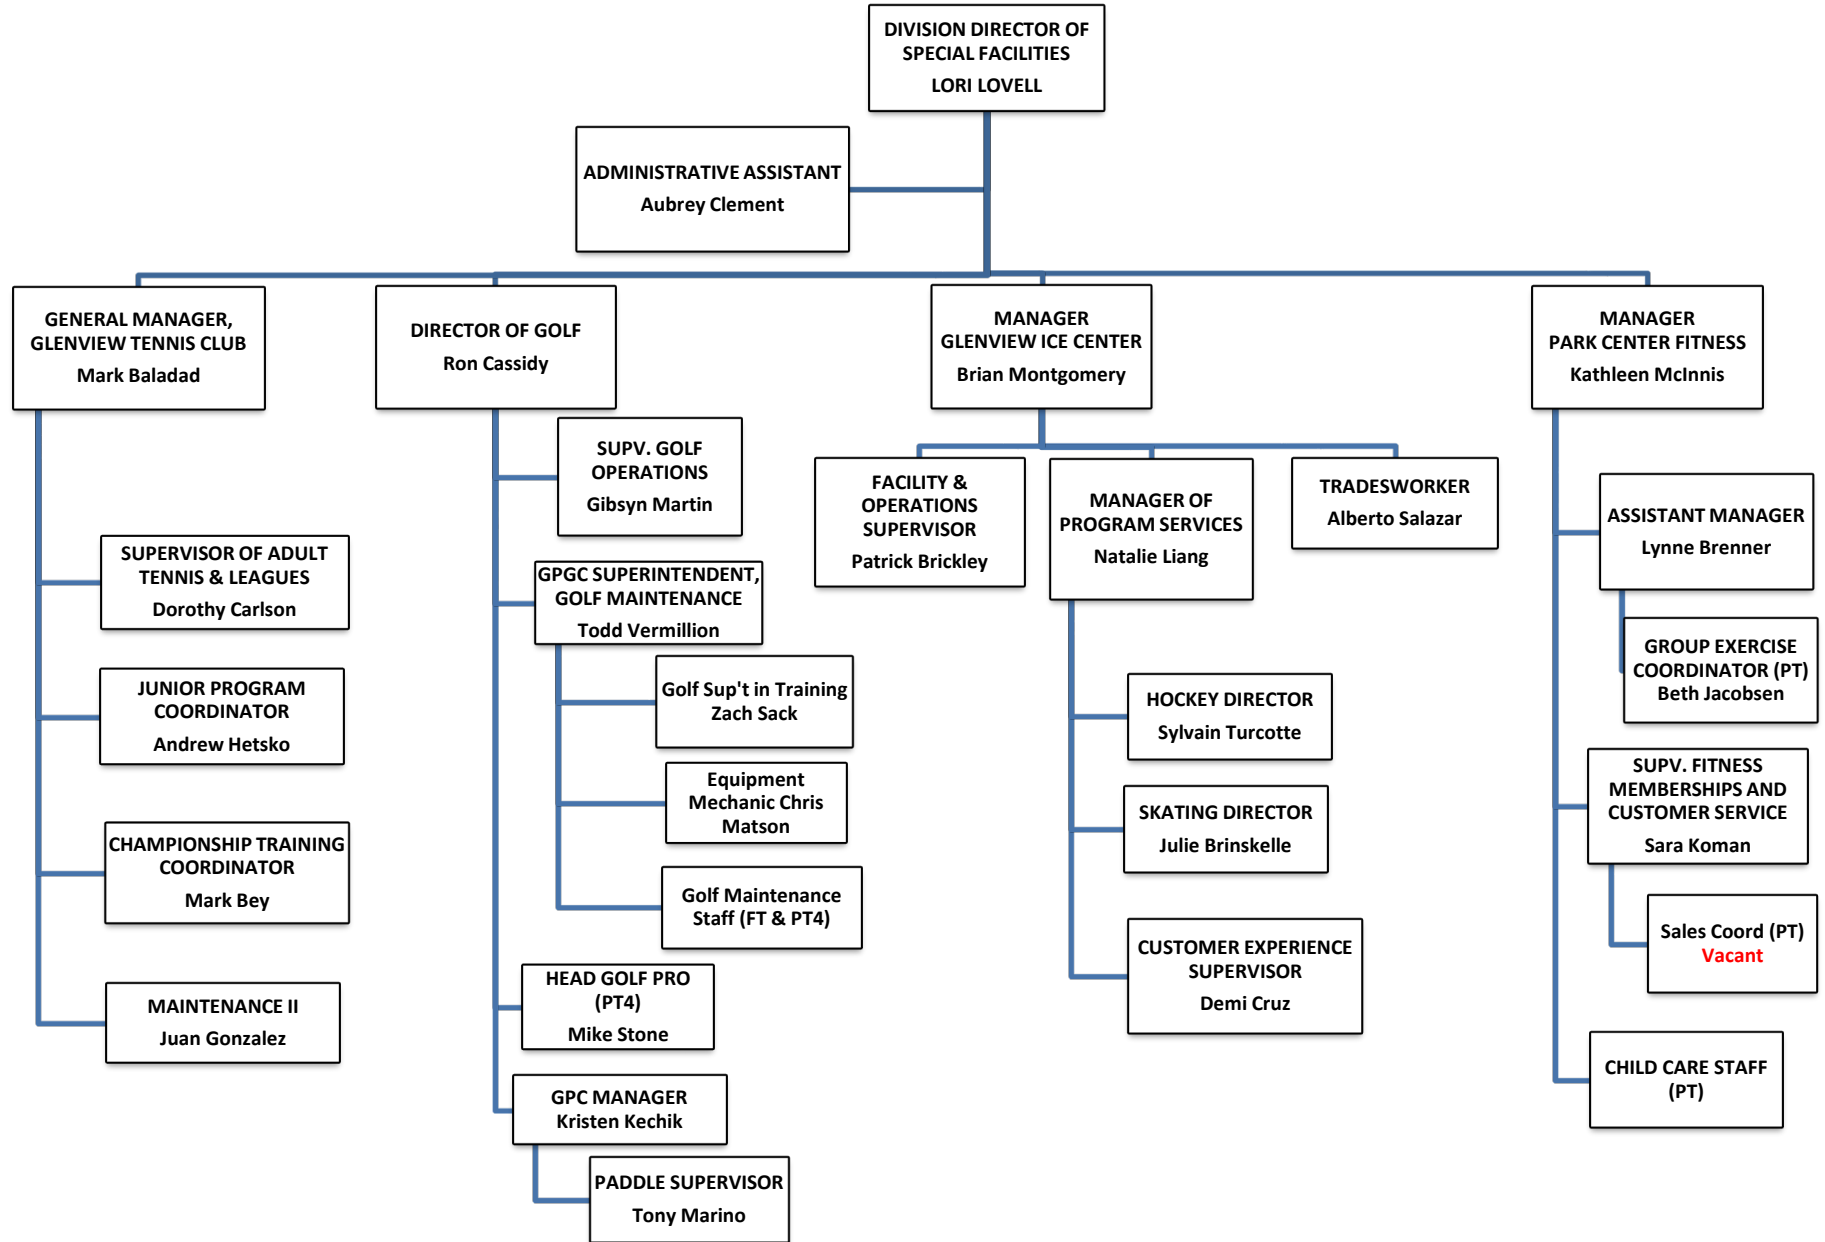 DIVISION DIRECTOR OF
SPECIAL FACILITIES
LORI LOVELL
ADMINISTRATIVE ASSISTANT
Aubrey Clement
GENERAL MANAGER,
GLENVIEW TENNIS CLUB
Mark Baladad
SUPERVISOR OF ADULT
TENNIS & LEAGUES
Dorothy Carlson
JUNIOR PROGRAM
COORDINATOR
Andrew Hetsko
CHAMPIONSHIP TRAINING
COORDINATOR
Mark Bey
MAINTENANCE II
Juan Gonzalez
DIRECTOR OF GOLF
Ron Cassidy
SUPV. GOLF
OPERATIONS
Gibsyn Martin
GPGC SUPERINTENDENT,
GOLF MAINTENANCE
Todd Vermillion
Golf Sup't in Training
Zach Sack
Equipment
Mechanic Chris
Matson
Golf Maintenance
Staff (FT & PT4)
HEAD GOLF PRO
(PT4)
Mike Stone
GPC MANAGER
Kristen Kechik
PADDLE SUPERVISOR
Tony Marino
MANAGER
GLENVIEW ICE CENTER
Brian Montgomery
FACILITY &
OPERATIONS
SUPERVISOR
Patrick Brickley
MANAGER OF
PROGRAM SERVICES
Natalie Liang
HOCKEY DIRECTOR
Sylvain Turcotte
SKATING DIRECTOR
Julie Brinskelle
CUSTOMER EXPERIENCE
SUPERVISOR
Demi Cruz
TRADESWORKER
Alberto Salazar
MANAGER
PARK CENTER FITNESS
Kathleen McInnis
ASSISTANT MANAGER
Lynne Brenner
GROUP EXERCISE
COORDINATOR (PT)
Beth Jacobsen
SUPV. FITNESS
MEMBERSHIPS AND
CUSTOMER SERVICE
Sara Koman
Sales Coord (PT)
Vacant
CHILD CARE STAFF
(PT)